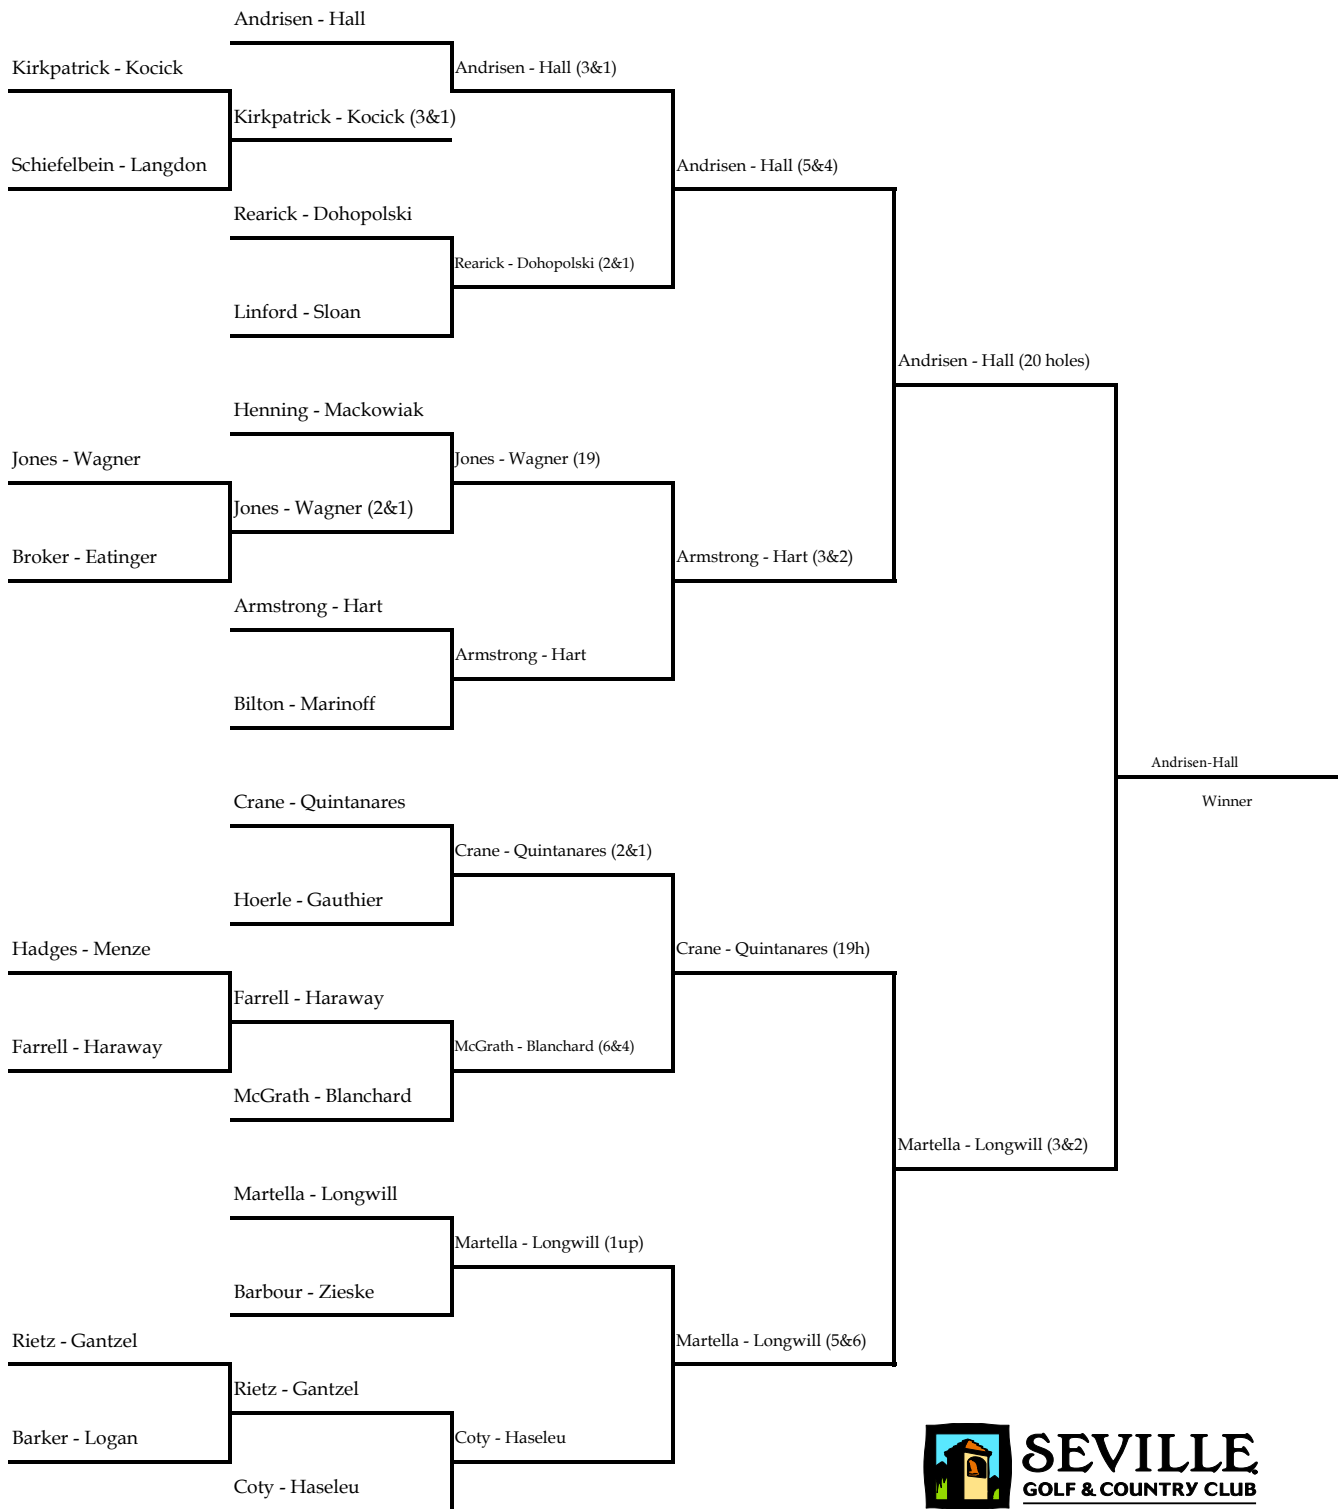 Andrisen - Hall
Kirkpatrick - Kocick
Andrisen - Hall (3&1)
Kirkpatrick - Kocick (3&1)
Schiefelbein - Langdon
Andrisen - Hall (5&4)
Rearick - Dohopolski
Rearick - Dohopolski (2&1)
Linford - Sloan
Andrisen - Hall (20 holes)
Henning - Mackowiak
Jones - Wagner
Jones - Wagner (19)
Jones - Wagner (2&1)
Broker - Eatinger
Armstrong - Hart (3&2)
Armstrong - Hart
Armstrong - Hart
Bilton - Marinoff
Andrisen-Hall
Winner
Crane - Quintanares
Crane - Quintanares (2&1)
Hoerle - Gauthier
Hadges - Menze
Crane - Quintanares (19h)
Farrell - Haraway
Farrell - Haraway
McGrath - Blanchard (6&4)
McGrath - Blanchard
Martella - Longwill (3&2)
Martella - Longwill
Martella - Longwill (1up)
Barbour - Zieske
Rietz - Gantzel
Martella - Longwill (5&6)
Rietz - Gantzel
Barker - Logan
Coty - Haseleu
Coty - Haseleu
SEVILLE
GOLF & COUNTRY CLUB